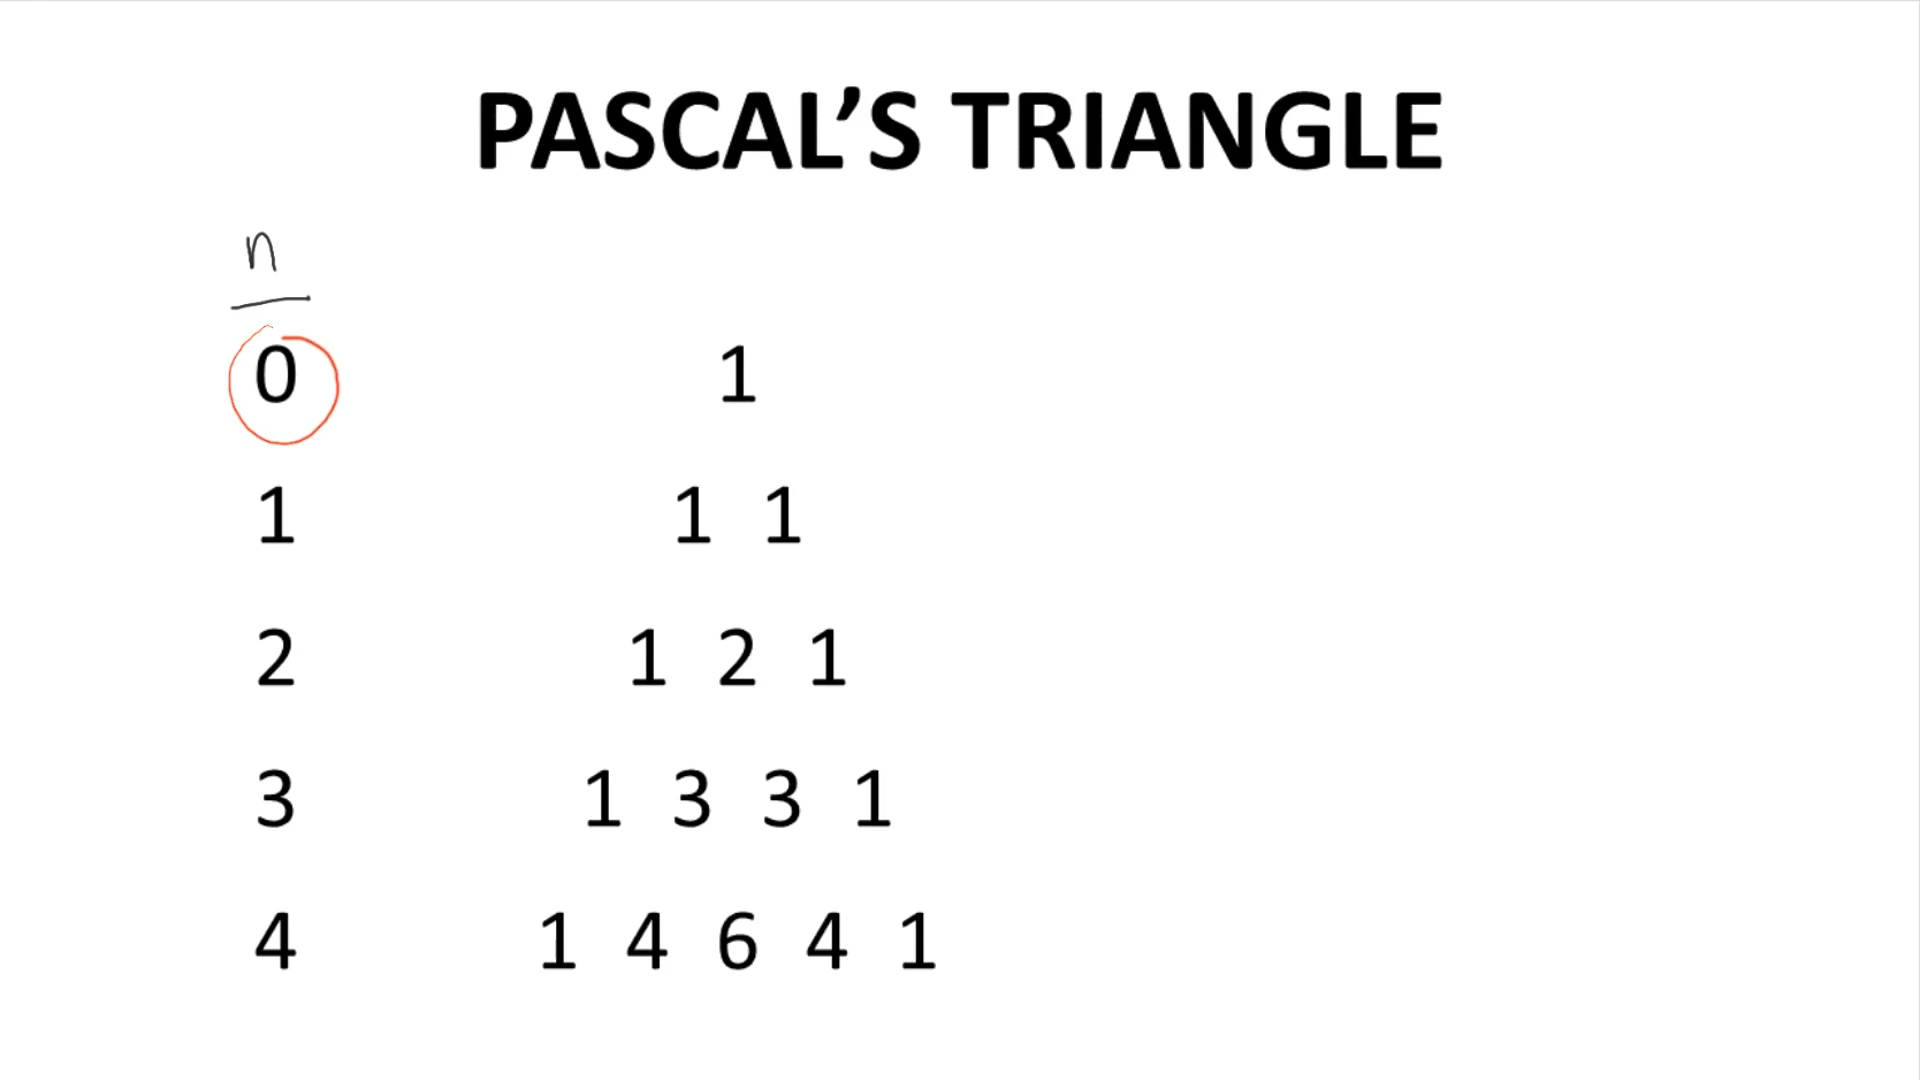 PASCAL’S TRIANGLE
n
0 1
1 1 1
2 1 2 1
3 1 3 3 1
4 1 4 6 4 1